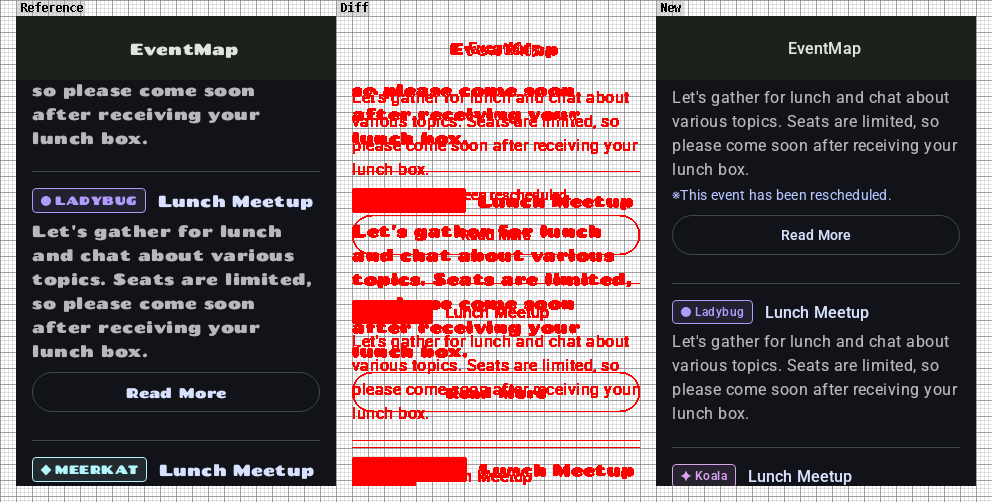 Reference
EventMap
so please come soon
after receiving your
lunch box.
LADYBUG Lunch Meetup
Let's gather for lunch
and chat about various
topics. Seats are limited,
so please come soon
after receiving your
lunch box.
Read More
MEERKAT Lunch Meetup
Diff
EventMap
so please come soon
Let's gather for lunch and chat about
after receiving your
various topics. Seats are limited, so
lunch box.
please come soon after receiving your
lunch box.
been rescheduled.
Lunch Meetup
Let's gather for lunch
Read More
and chat about various
topics. Seats are limited,
so please come soon
Lunch Meetup
after receiving your
Let's gather for lunch and chat about
lunch box.
various topics. Seats are limited, so
please come soon after receiving your
Read More
lunch box.
Lunch Meetup
New
EventMap
Let's gather for lunch and chat about
various topics. Seats are limited, so
please come soon after receiving your
lunch box.
※This event has been rescheduled.
Read More
Ladybug Lunch Meetup
Let's gather for lunch and chat about
various topics. Seats are limited, so
please come soon after receiving your
lunch box.
Koala Lunch Meetup